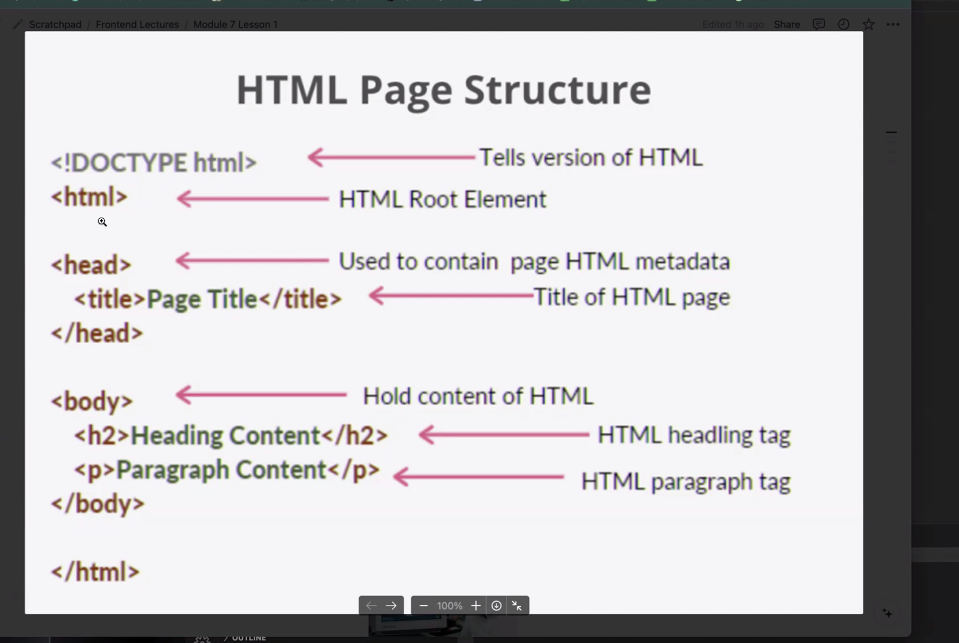 Scratchpad / Frontend Lectures / Module 7 Lesson 1
Edited 1h ago Share
HTML Page Structure
<!DOCTYPE html> Tells version of HTML
<html> HTML Root Element
<head> Used to contain page HTML metadata
<title>Page Title</title> Title of HTML page
</head>
<body> Hold content of HTML
<h2>Heading Content</h2> HTML headling tag
<p>Paragraph Content</p> HTML paragraph tag
</body>
</html>
100%
OUTLINE